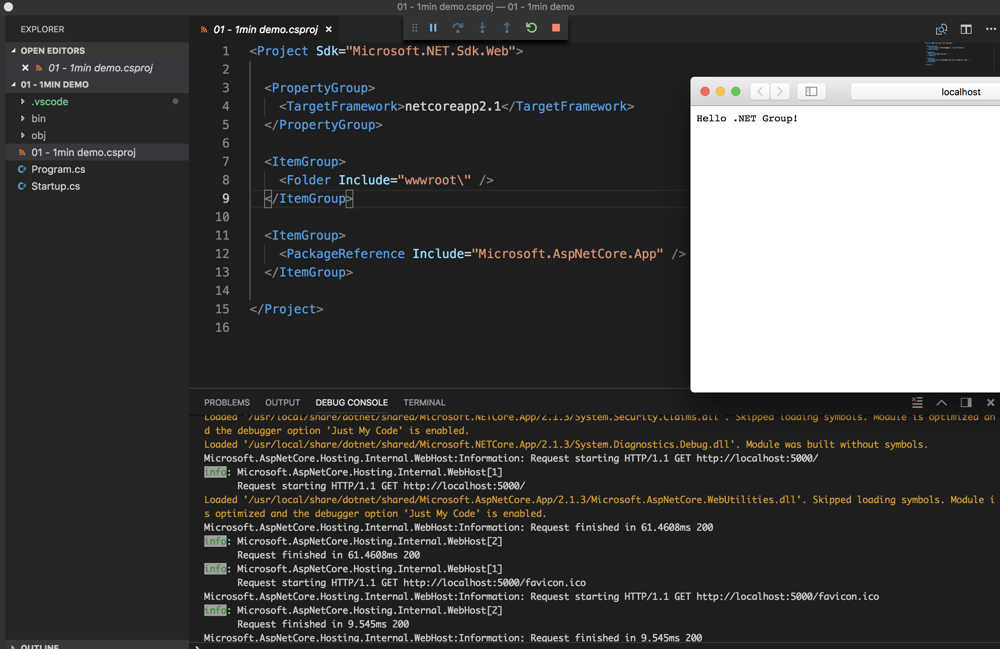 01 - 1min demo.csproj — 01 - 1min demo
EXPLORER
OPEN EDITORS
01 - 1min demo.csproj
01 - 1MIN DEMO
.vscode
bin
obj
01 - 1min demo.csproj
C# Program.cs
C# Startup.cs
OUTLINE
01 - 1min demo.csproj
1 <Project Sdk="Microsoft.NET.Sdk.Web">
2
3 <PropertyGroup>
4 <TargetFramework>netcoreapp2.1</TargetFramework>
5 </PropertyGroup>
6
7 <ItemGroup>
8 <Folder Include="wwwroot\" />
9 </ItemGroup>
10
11 <ItemGroup>
12 <PackageReference Include="Microsoft.AspNetCore.App" />
13 </ItemGroup>
14
15 </Project>
16
localhost
Hello .NET Group!
PROBLEMS OUTPUT DEBUG CONSOLE TERMINAL
Loaded '/usr/local/share/dotnet/shared/Microsoft.NETCore.App/2.1.3/System.Security.Claims.dll'. Skipped loading symbols. Module is optimized an
d the debugger option 'Just My Code' is enabled.
Loaded '/usr/local/share/dotnet/shared/Microsoft.NETCore.App/2.1.3/System.Diagnostics.Debug.dll'. Module was built without symbols.
Microsoft.AspNetCore.Hosting.Internal.WebHost:Information: Request starting HTTP/1.1 GET http://localhost:5000/
info: Microsoft.AspNetCore.Hosting.Internal.WebHost[1]
Request starting HTTP/1.1 GET http://localhost:5000/
Loaded '/usr/local/share/dotnet/shared/Microsoft.AspNetCore.App/2.1.3/Microsoft.AspNetCore.WebUtilities.dll'. Skipped loading symbols. Module i
s optimized and the debugger option 'Just My Code' is enabled.
Microsoft.AspNetCore.Hosting.Internal.WebHost:Information: Request finished in 61.4608ms 200
info: Microsoft.AspNetCore.Hosting.Internal.WebHost[2]
Request finished in 61.4608ms 200
info: Microsoft.AspNetCore.Hosting.Internal.WebHost[1]
Request starting HTTP/1.1 GET http://localhost:5000/favicon.ico
Microsoft.AspNetCore.Hosting.Internal.WebHost:Information: Request starting HTTP/1.1 GET http://localhost:5000/favicon.ico
info: Microsoft.AspNetCore.Hosting.Internal.WebHost[2]
Request finished in 9.545ms 200
Microsoft.AspNetCore.Hosting.Internal.WebHost:Information: Request finished in 9.545ms 200